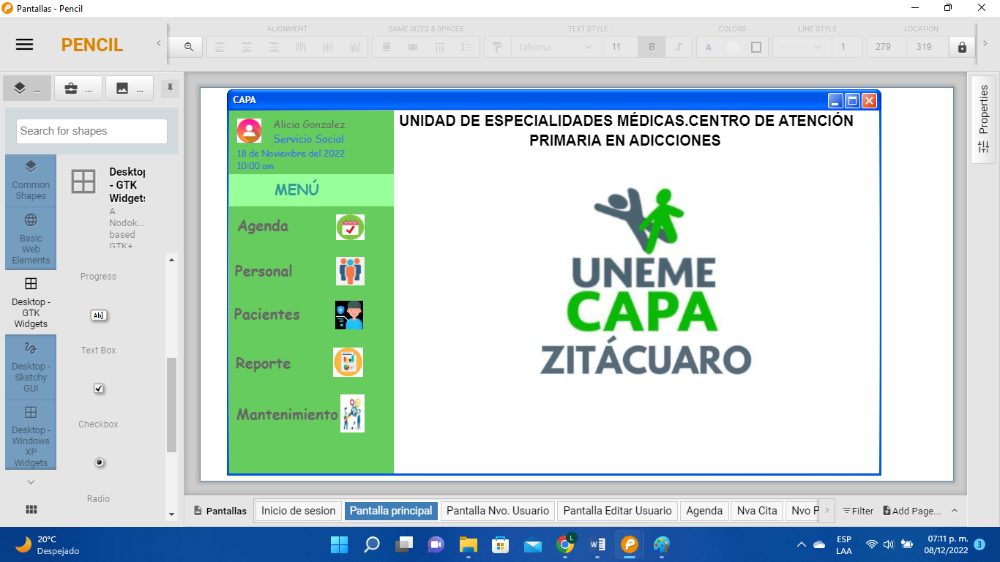 Pantallas - Pencil
PENCIL
ALIGNMENT
SAME SIZES & SPACES
TEXT STYLE
COLORS
LINE STYLE
LOCATION
Tahoma
11
B
I
A
1
279
319
...
...
...
Search for shapes
Common
Shapes
Basic
Web
Elements
Desktop -
GTK
Widgets
Desktop -
Sketchy
GUI
Desktop -
Windows
XP
Widgets
Desktop
- GTK
Widgets
A
Nodok...
based
GTK+
Progress
Ab
Text Box
Checkbox
Radio
CAPA
Alicia Gonzalez
Servicio Social
18 de Noviembre del 2022
10:00 am
MENÚ
Agenda
Personal
Pacientes
Reporte
Mantenimiento
UNIDAD DE ESPECIALIDADES MÉDICAS.CENTRO DE ATENCIÓN
PRIMARIA EN ADICCIONES
UNEME
CAPA
ZITÁCUARO
Properties
Pantallas
Inicio de sesion
Pantalla principal
Pantalla Nvo. Usuario
Pantalla Editar Usuario
Agenda
Nva Cita
Nvo P
Filter
Add Page...
20°C
Despejado
L
ESP
LAA
07:11 p. m.
08/12/2022
3